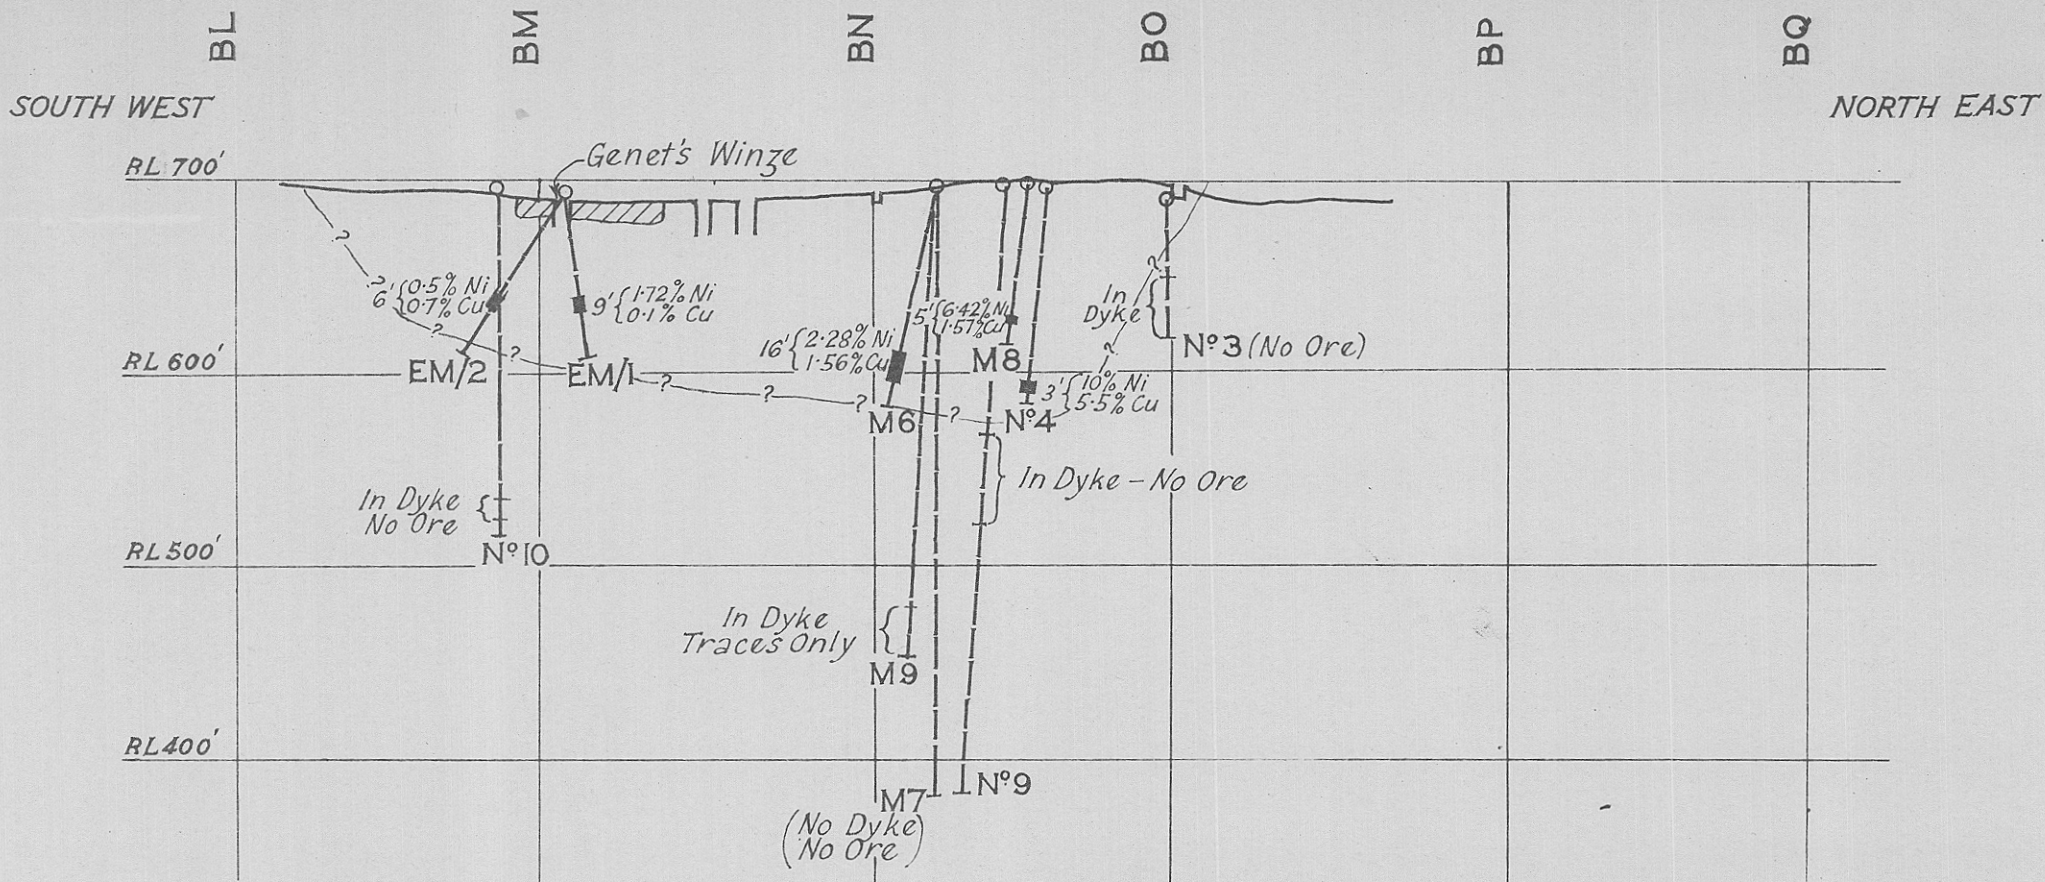 BL
BM
BN
BO
BP
BQ
SOUTH WEST
NORTH EAST
RL 700'
Genet's Winze
?
?
6' { 0.5% Ni
0.7% Cu
?
?
9' { 1.72% Ni
0.1% Cu
16' { 2.28% Ni
1.56% Cu
5' { 6.42% Ni
1.57% Cu
?
In
Dyke
Nº3 (No Ore)
?
RL 600'
EM/2
EM/1
M8
3' { 10% Ni
5.5% Cu
?
?
?
?
M6
Nº4
In Dyke
No Ore
In Dyke – No Ore
RL 500'
Nº10
In Dyke
Traces Only
M9
RL 400'
M7
Nº9
(No Dyke)
(No Ore)